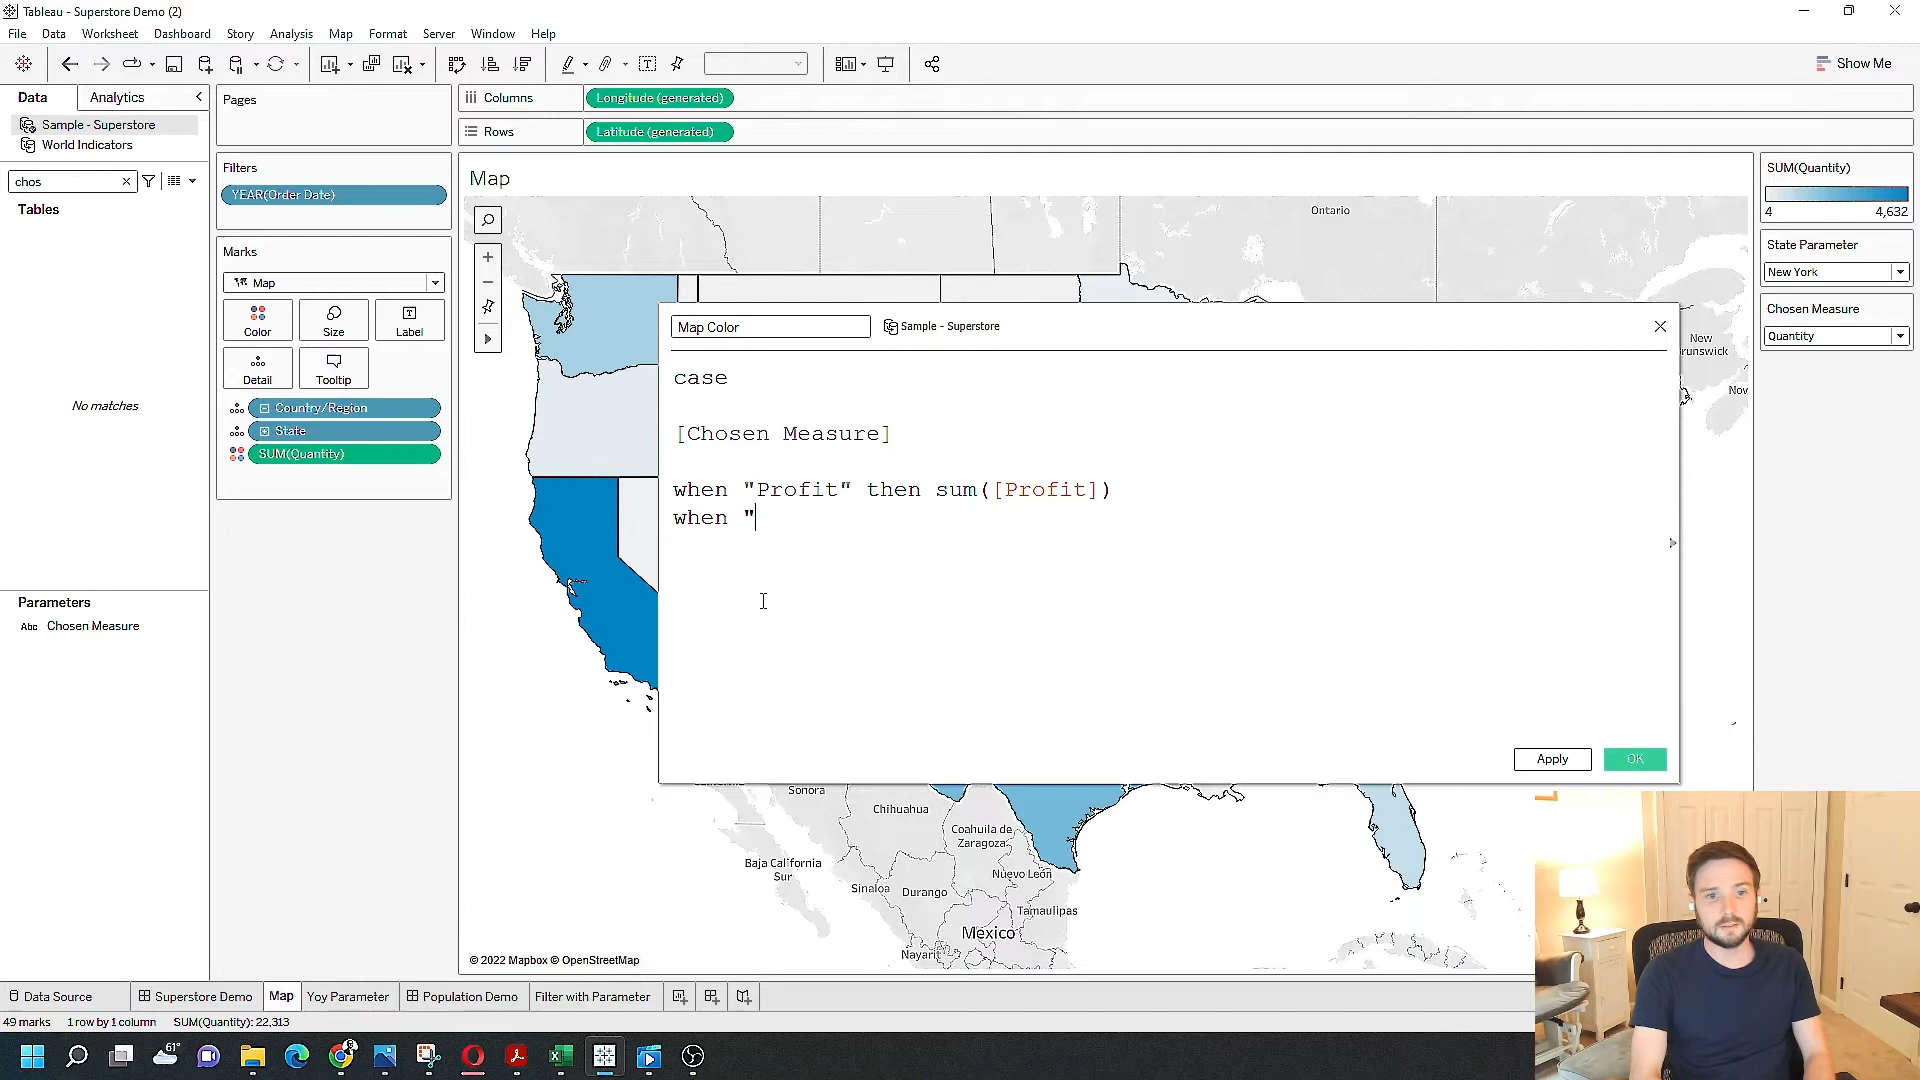 Tableau - Superstore Demo (2)
File Data Worksheet Dashboard Story Analysis Map Format Server Window Help
Show Me
Data Analytics
Pages
Columns Longitude (generated)
Rows Latitude (generated)
Sample - Superstore
World Indicators
chos
Tables
No matches
Parameters
Abc Chosen Measure
Filters
YEAR(Order Date)
Marks
Map
Color Size Label
Detail Tooltip
Country/Region
State
SUM(Quantity)
Map
Ontario
New
Brunswick
Nov
Map Color Sample - Superstore
case
[Chosen Measure]
when "Profit" then sum([Profit])
when "
Apply OK
Sonora
Chihuahua
Coahuila de
Zaragoza
Baja California
Sur
Sinaloa
Durango
Nuevo León
Tamaulipas
México
Nayarit
© 2022 Mapbox © OpenStreetMap
SUM(Quantity)
4 4,632
State Parameter
New York
Chosen Measure
Quantity
Data Source Superstore Demo Map Yoy Parameter Population Demo Filter with Parameter
49 marks 1 row by 1 column SUM(Quantity): 22,313
61°